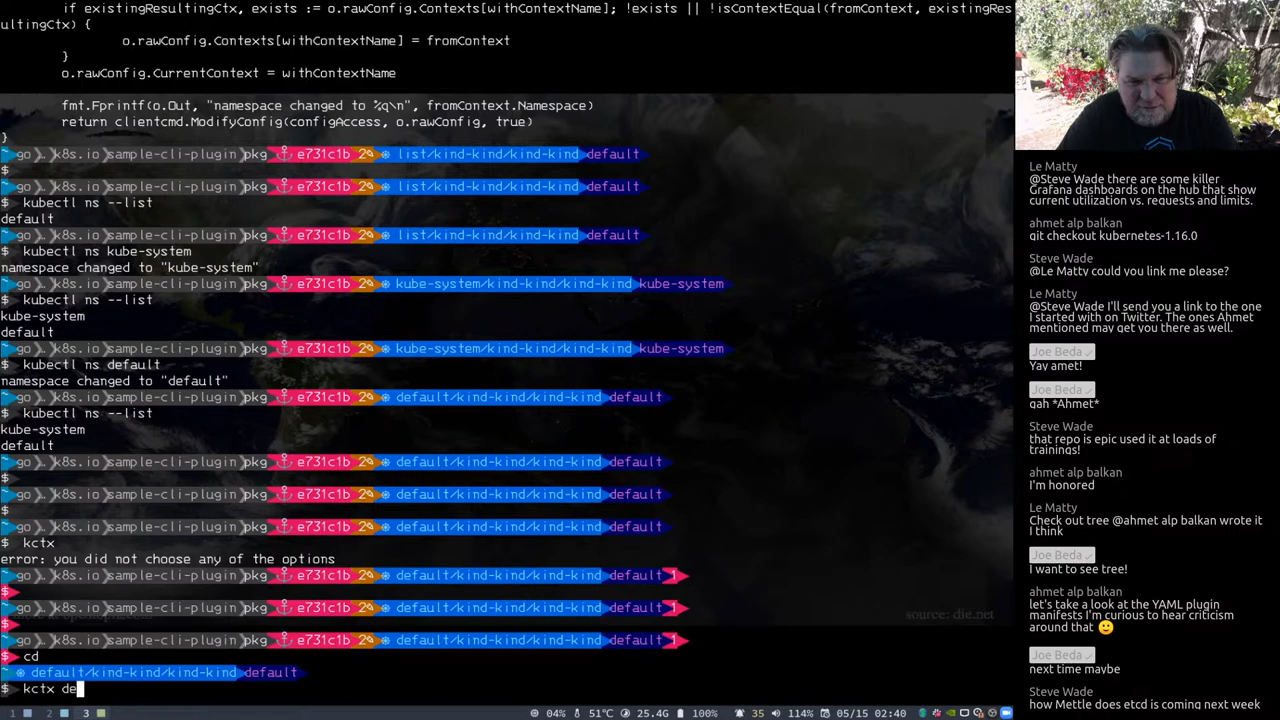 if existingResultingCtx, exists := o.rawConfig.Contexts[withContextName]; !exists || !isContextEqual(fromContext, existingRes
ultingCtx) {
o.rawConfig.Contexts[withContextName] = fromContext
}
o.rawConfig.CurrentContext = withContextName
fmt.Fprintf(o.Out, "namespace changed to %q\n", fromContext.Namespace)
return clientcmd.ModifyConfig(configAccess, o.rawConfig, true)
}
go k8s.io sample-cli-plugin pkg e731c1b 2 list/kind-kind/kind-kind default
$
go k8s.io sample-cli-plugin pkg e731c1b 2 list/kind-kind/kind-kind default
$ kubectl ns --list
default
go k8s.io sample-cli-plugin pkg e731c1b 2 list/kind-kind/kind-kind default
$ kubectl ns kube-system
namespace changed to "kube-system"
go k8s.io sample-cli-plugin pkg e731c1b 2 kube-system/kind-kind/kind-kind kube-system
$ kubectl ns --list
kube-system
default
go k8s.io sample-cli-plugin pkg e731c1b 2 kube-system/kind-kind/kind-kind kube-system
$ kubectl ns default
namespace changed to "default"
go k8s.io sample-cli-plugin pkg e731c1b 2 default/kind-kind/kind-kind default
$ kubectl ns --list
kube-system
default
go k8s.io sample-cli-plugin pkg e731c1b 2 default/kind-kind/kind-kind default
$
go k8s.io sample-cli-plugin pkg e731c1b 2 default/kind-kind/kind-kind default
$
go k8s.io sample-cli-plugin pkg e731c1b 2 default/kind-kind/kind-kind default
$ kctx
error: you did not choose any of the options
go k8s.io sample-cli-plugin pkg e731c1b 2 default/kind-kind/kind-kind default 1
$
go k8s.io sample-cli-plugin pkg e731c1b 2 default/kind-kind/kind-kind default 1
$
source: die.net
go k8s.io sample-cli-plugin pkg e731c1b 2 default/kind-kind/kind-kind default 1
$ cd
~ default/kind-kind/kind-kind default
$ kctx de
1 2 3
04% 51°C 25.4G 100% 35 114% 05/15 02:40
Le Matty
@Steve Wade there are some killer
Grafana dashboards on the hub that show
current utilization vs. requests and limits.
ahmet alp balkan
git checkout kubernetes-1.16.0
Steve Wade
@Le Matty could you link me please?
Le Matty
@Steve Wade I'll send you a link to the one
I started with on Twitter. The ones Ahmet
mentioned may get you there as well.
Joe Beda ✓
Yay amet!
Joe Beda ✓
gah *Ahmet*
Steve Wade
that repo is epic used it at loads of
trainings!
ahmet alp balkan
I'm honored
Le Matty
Check out tree @ahmet alp balkan wrote it
I think
Joe Beda ✓
I want to see tree!
ahmet alp balkan
let's take a look at the YAML plugin
manifests I'm curious to hear criticism
around that 🙂
Joe Beda ✓
next time maybe
Steve Wade
how Mettle does etcd is coming next week